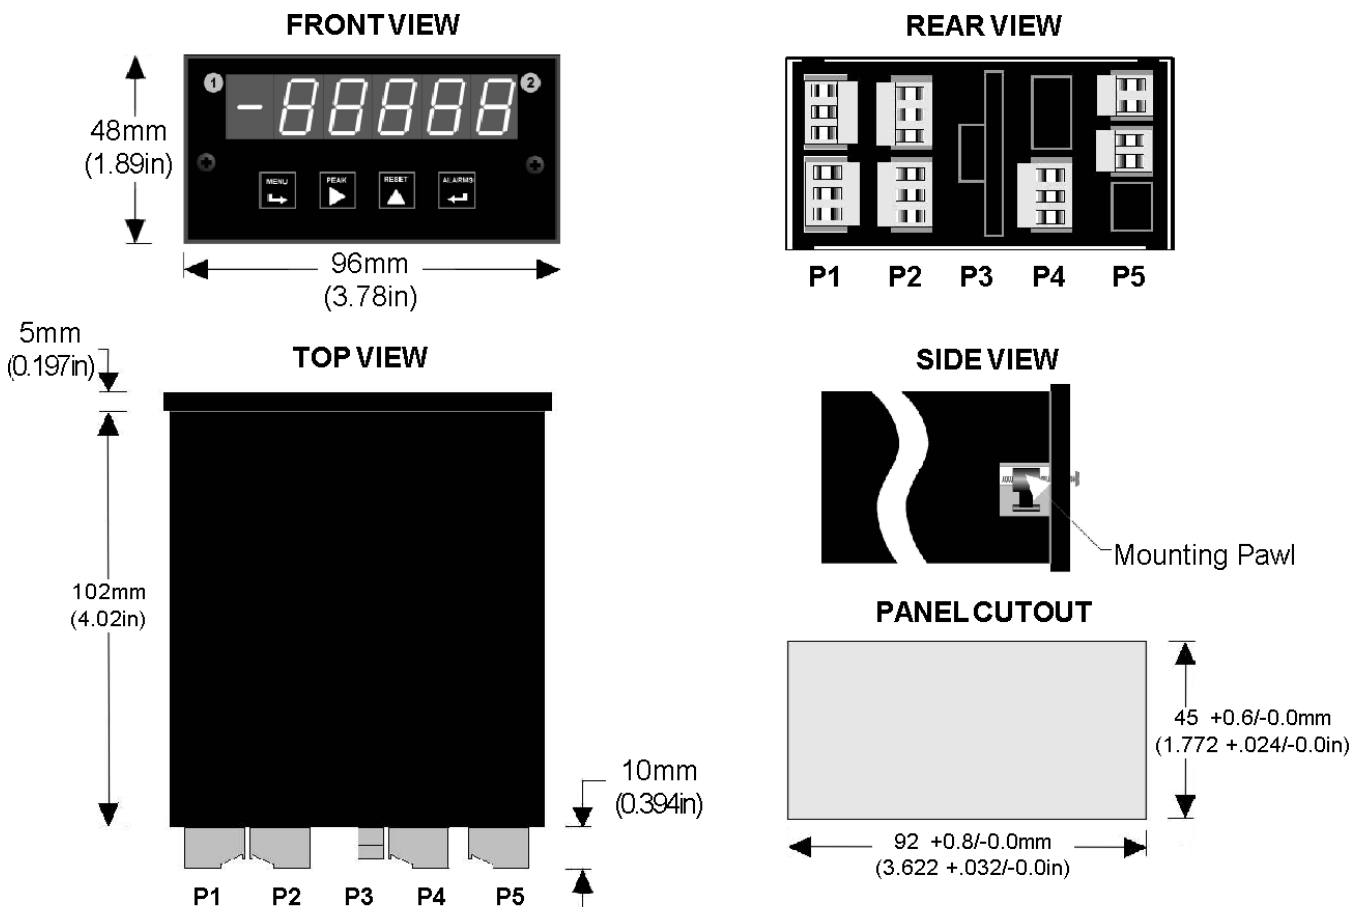 FRONT VIEW
1
-88888
2
MENU
PEAK
RESET
ALARMS
48mm
(1.89in)
96mm
(3.78in)
REAR VIEW
P1
P2
P3
P4
P5
TOP VIEW
5mm
(0.197in)
102mm
(4.02in)
10mm
(0.394in)
P1
P2
P3
P4
P5
SIDE VIEW
Mounting Pawl
PANEL CUTOUT
45 +0.6/-0.0mm
(1.772 +.024/-0.0in)
92 +0.8/-0.0mm
(3.622 +.032/-0.0in)